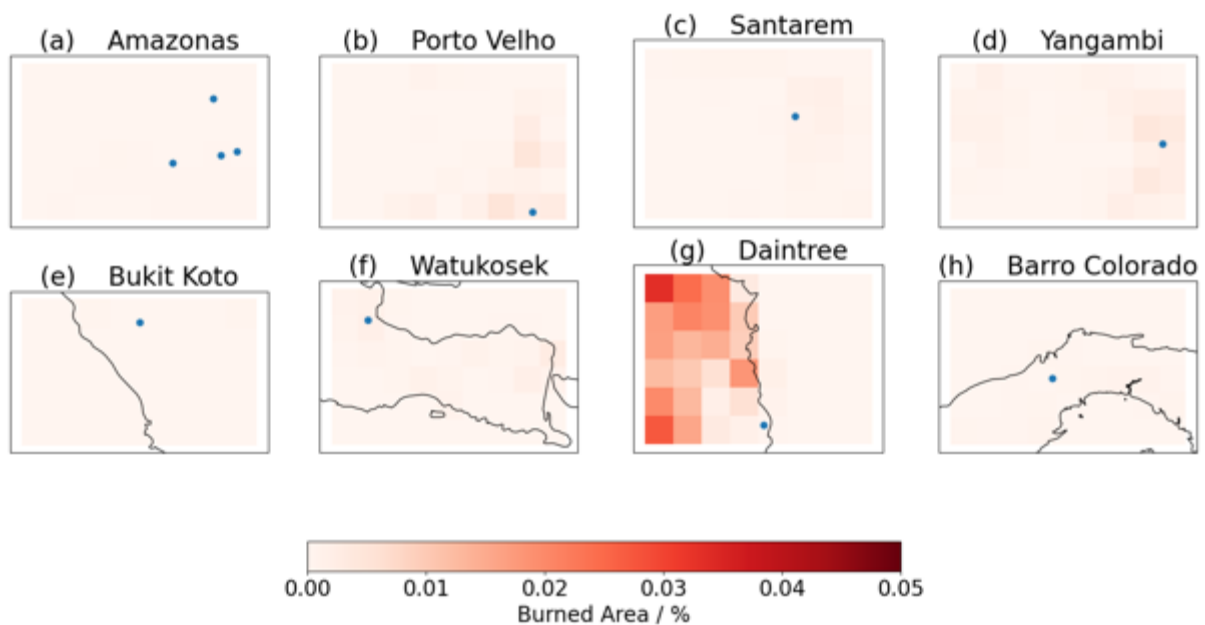 (a) Amazonas
(b) Porto Velho
(c) Santarem
(d) Yangambi
(e) Bukit Koto
(f) Watukosek
(g) Daintree
(h) Barro Colorado
0.00 0.01 0.02 0.03 0.04 0.05
Burned Area / %